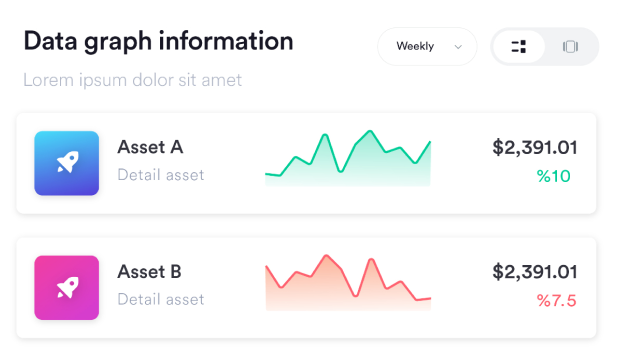 Data graph information
Weekly
Lorem ipsum dolor sit amet
Asset A
$2,391.01
Detail asset
%10
Asset B
$2,391.01
Detail asset
%7.5